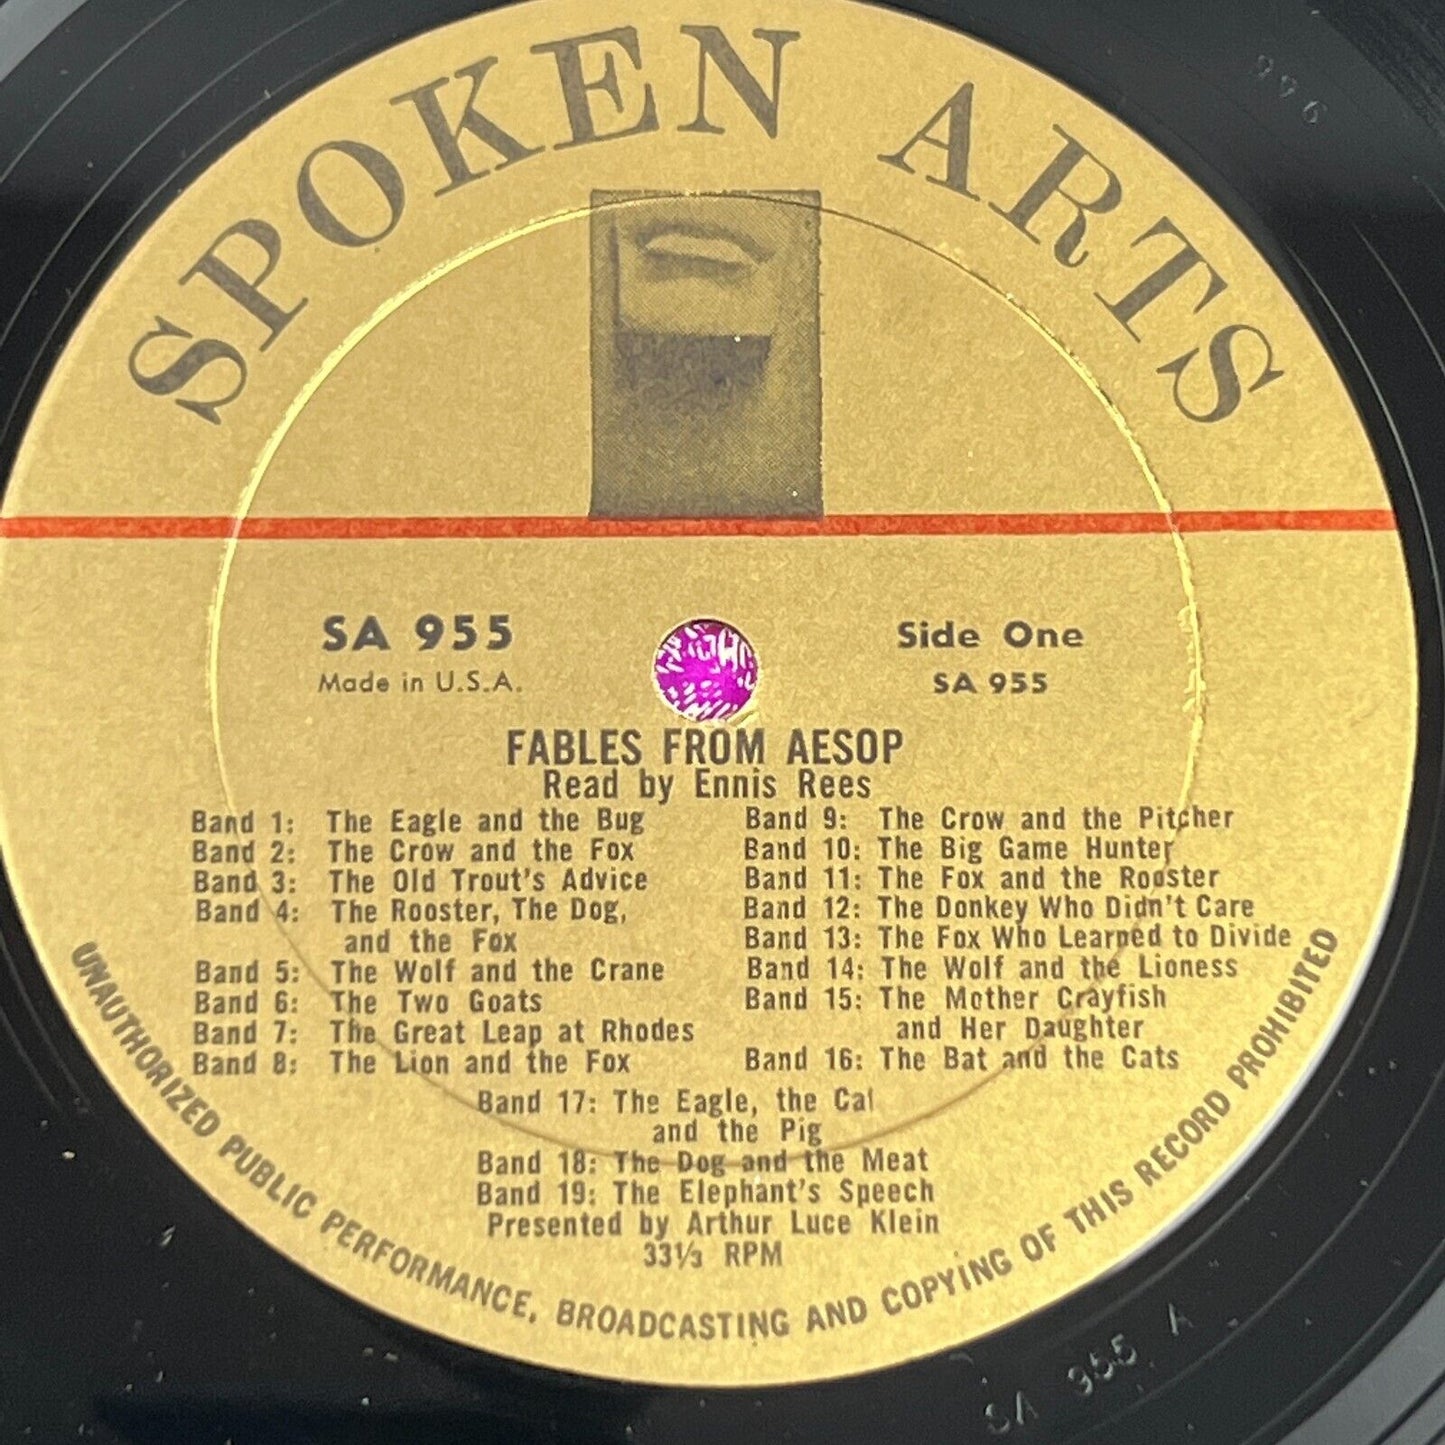 SPOKEN ARTS
SA 955
Made in U.S.A.
Side One
SA 955
FABLES FROM AESOP
Read by Ennis Rees
Band 1: The Eagle and the Bug
Band 2: The Crow and the Fox
Band 3: The Old Trout's Advice
Band 4: The Rooster, The Dog,
and the Fox
Band 5: The Wolf and the Crane
Band 6: The Two Goats
Band 7: The Great Leap at Rhodes
Band 8: The Lion and the Fox
Band 9: The Crow and the Pitcher
Band 10: The Big Game Hunter
Band 11: The Fox and the Rooster
Band 12: The Donkey Who Didn't Care
Band 13: The Fox Who Learned to Divide
Band 14: The Wolf and the Lioness
Band 15: The Mother Crayfish
and Her Daughter
Band 16: The Bat and the Cats
Band 17: The Eagle, the Cat
and the Pig
Band 18: The Dog and the Meat
Band 19: The Elephant's Speech
Presented by Arthur Luce Klein
33⅓ RPM
UNAUTHORIZED PUBLIC PERFORMANCE, BROADCASTING AND COPYING OF THIS RECORD PROHIBITED
SA 955 A